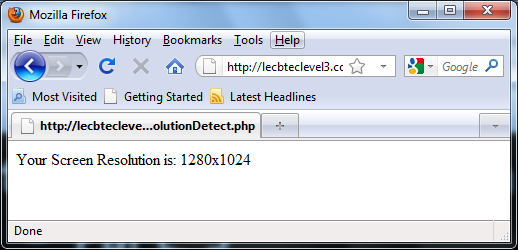 Mozilla Firefox
File Edit View History Bookmarks Tools Help
http://lecbteclevel3.cc Google
Most Visited Getting Started Latest Headlines
http://lecbtecleve...olutionDetect.php
Your Screen Resolution is: 1280x1024
Done